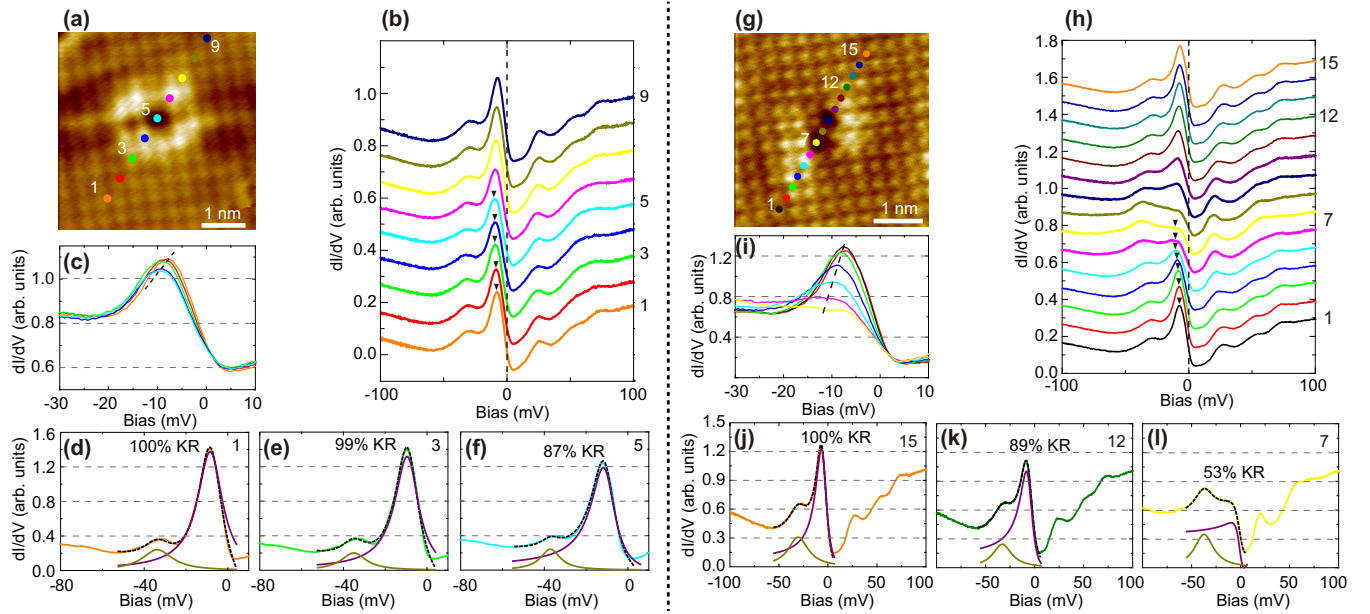 (a)
9
5
3
1
1 nm
(b)
dI/dV (arb. units)
1.0
0.8
0.6
0.4
0.2
0.0
9
5
3
1
-100
0
100
Bias (mV)
(c)
dI/dV (arb. units)
1.0
0.8
0.6
-30
-20
-10
0
10
Bias (mV)
(d)
100% KR
1
dI/dV (arb. units)
1.6
1.2
0.8
0.4
0.0
-80
-40
0
Bias (mV)
(e)
99% KR
3
-80
-40
0
Bias (mV)
(f)
87% KR
5
-80
-40
0
Bias (mV)
(g)
15
12
7
1
1 nm
(h)
dI/dV (arb. units)
1.8
1.6
1.4
1.2
1.0
0.8
0.6
0.4
0.2
0.0
15
12
7
1
-100
0
100
Bias (mV)
(i)
dI/dV (arb. units)
1.2
0.8
0.4
-30
-20
-10
0
10
Bias (mV)
(j)
100% KR
15
dI/dV (arb. units)
1.5
1.2
0.9
0.6
0.3
0.0
-100
-50
0
50
100
Bias (mV)
(k)
89% KR
12
-50
0
50
100
Bias (mV)
(l)
53% KR
7
-50
0
50
100
Bias (mV)